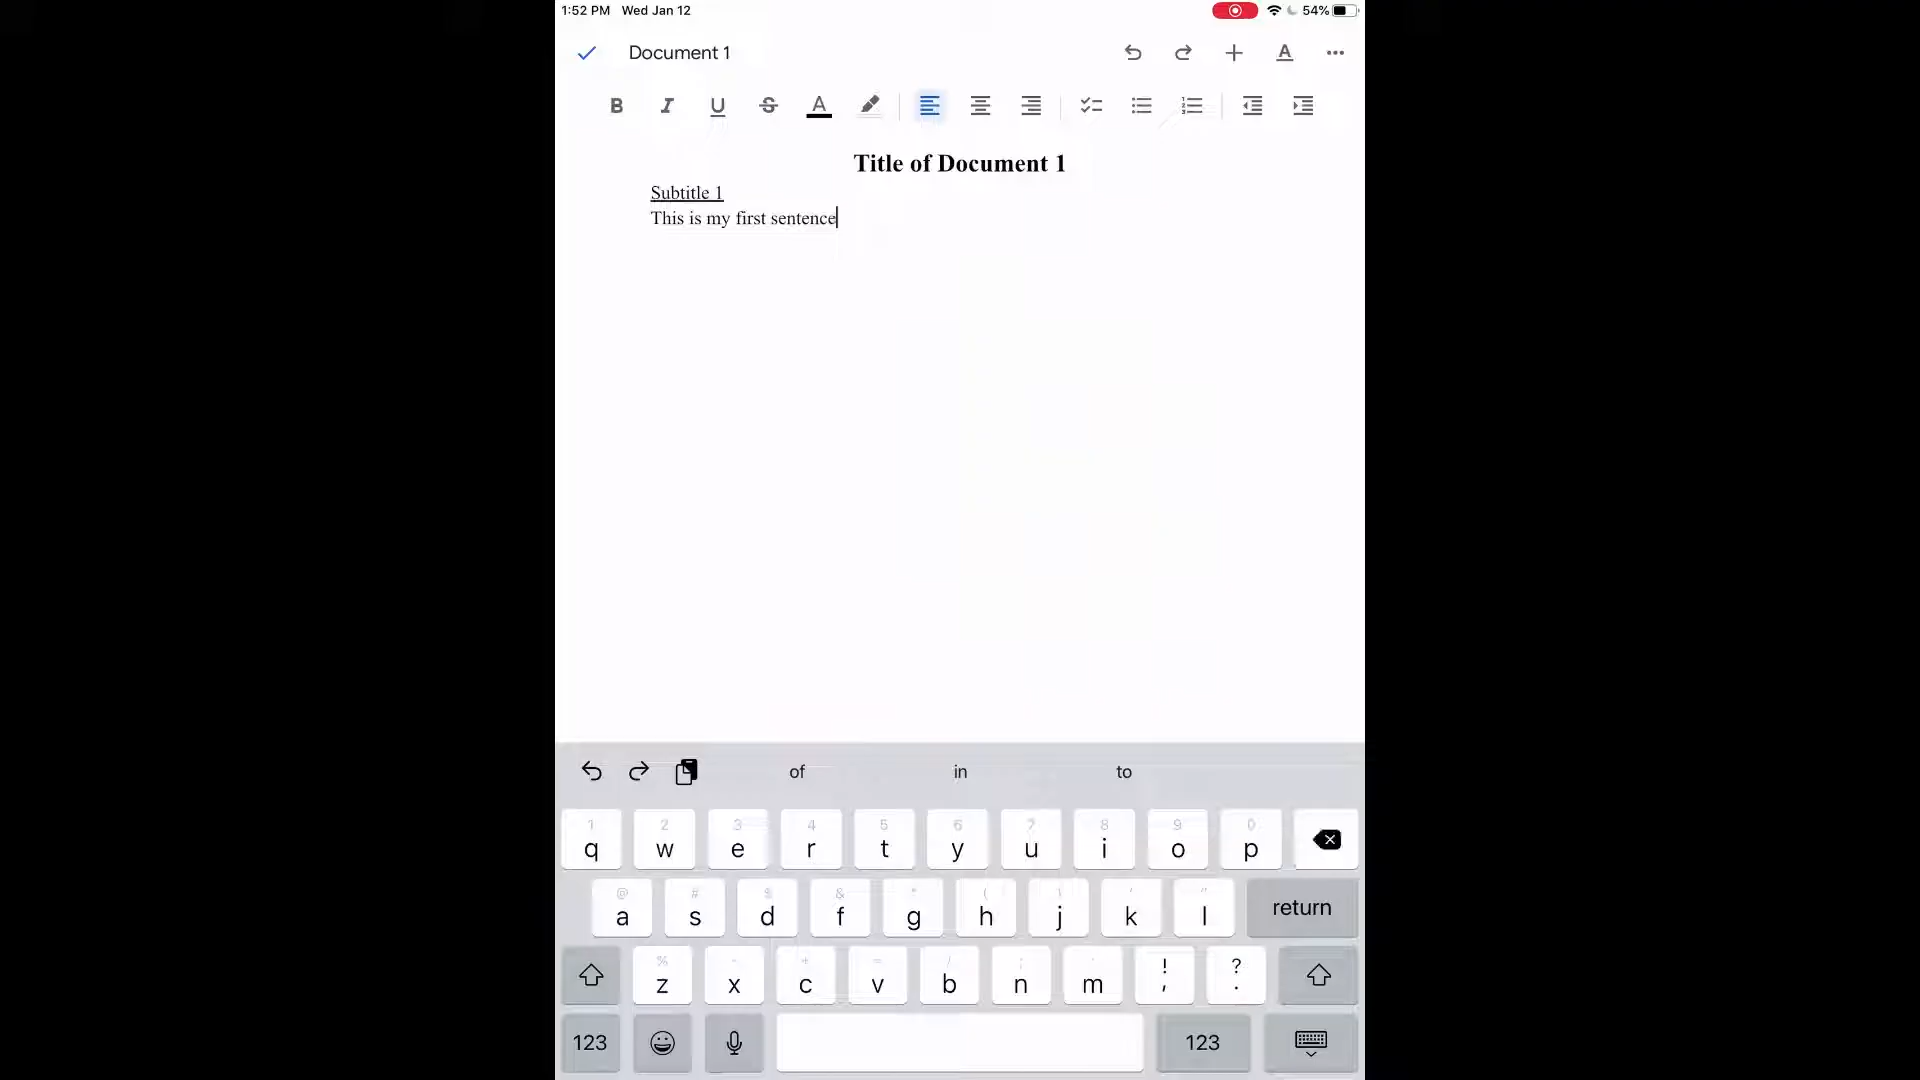 1:52 PM Wed Jan 12 54%
Document 1
B I U S A
Title of Document 1
Subtitle 1
This is my first sentence
of in to
1 2 3 4 5 6 7 8 9 0
q w e r t y u i o p
@ # $ & * ( ) ' "
a s d f g h j k l return
% - + = / ; ! ?
z x c v b n m , .
123 123